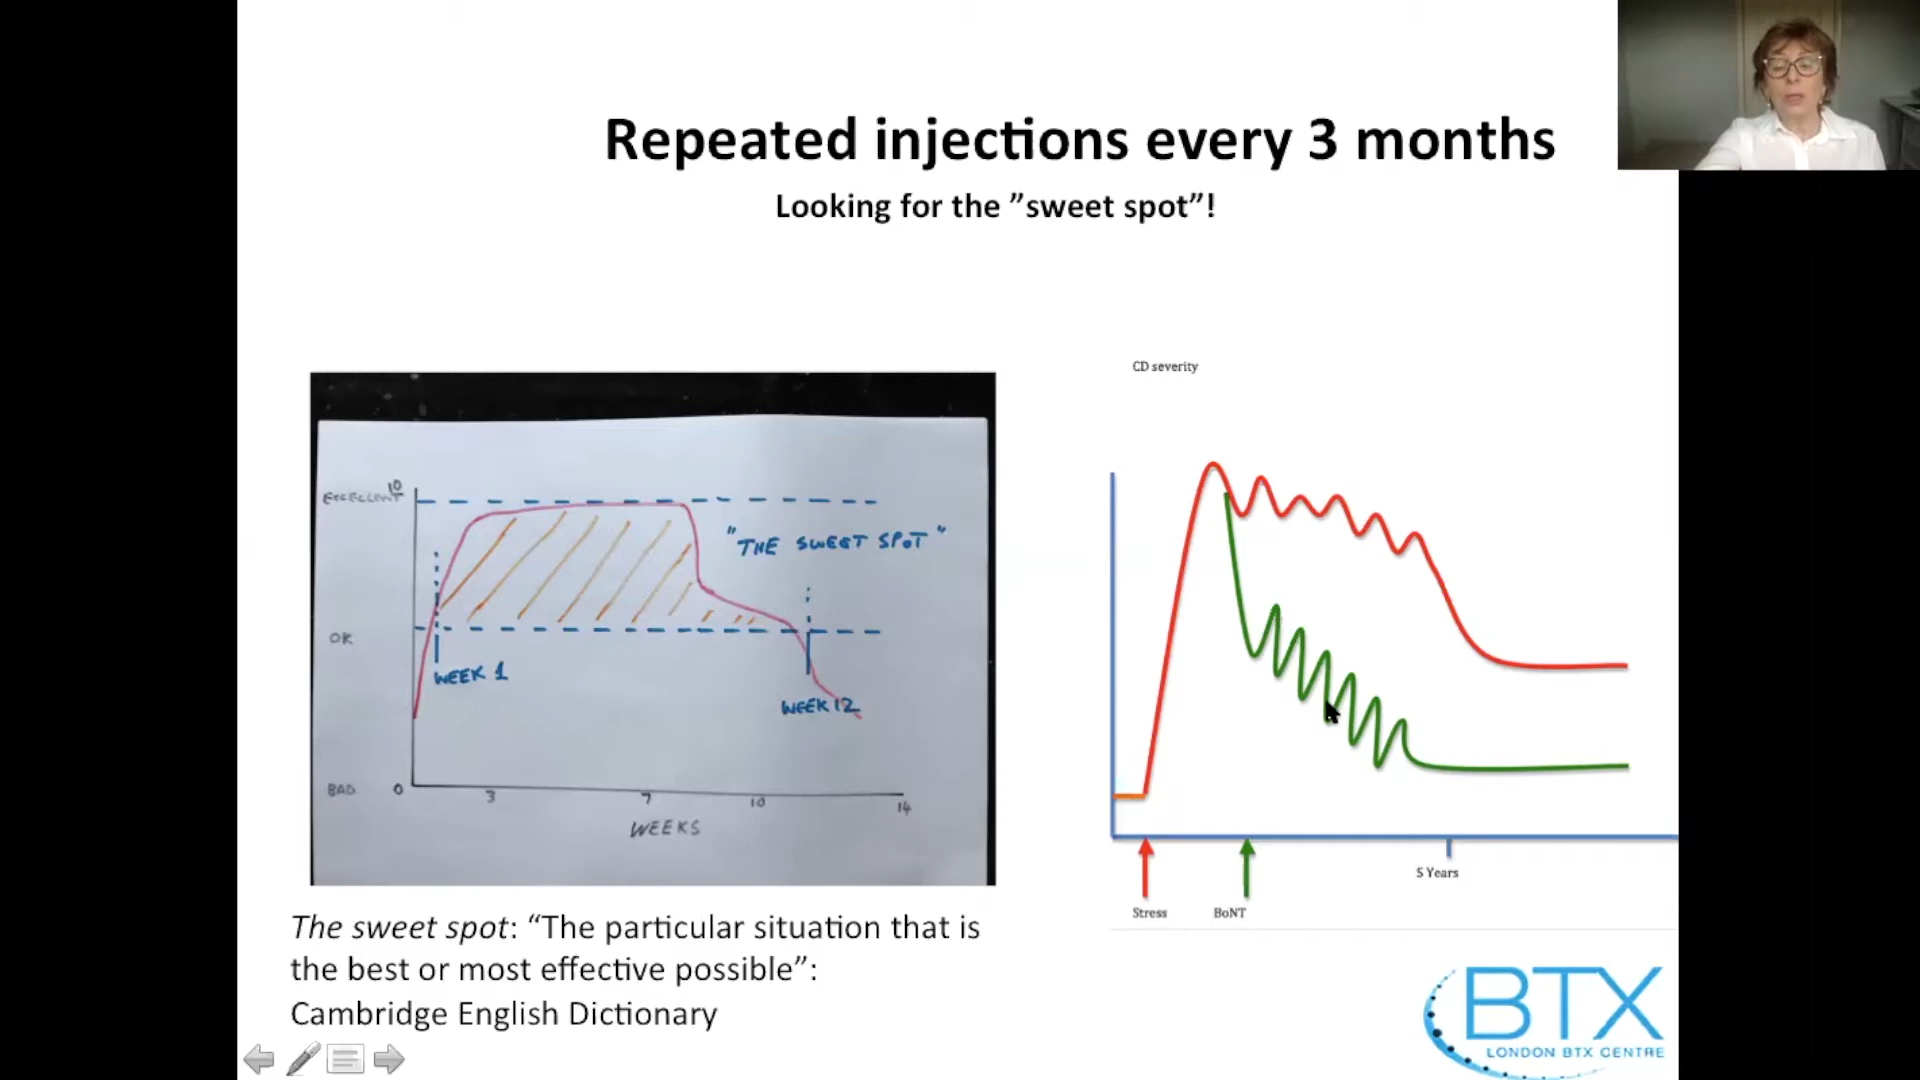 Repeated injections every 3 months
Looking for the ”sweet spot”!
EXCELLENT 10
"THE SWEET SPOT"
OK
WEEK 1
WEEK 12
BAD 0
3 7 10 14
WEEKS
CD severity
5 Years
Stress BoNT
The sweet spot: “The particular situation that is
the best or most effective possible”:
Cambridge English Dictionary
BTX
LONDON BTX CENTRE